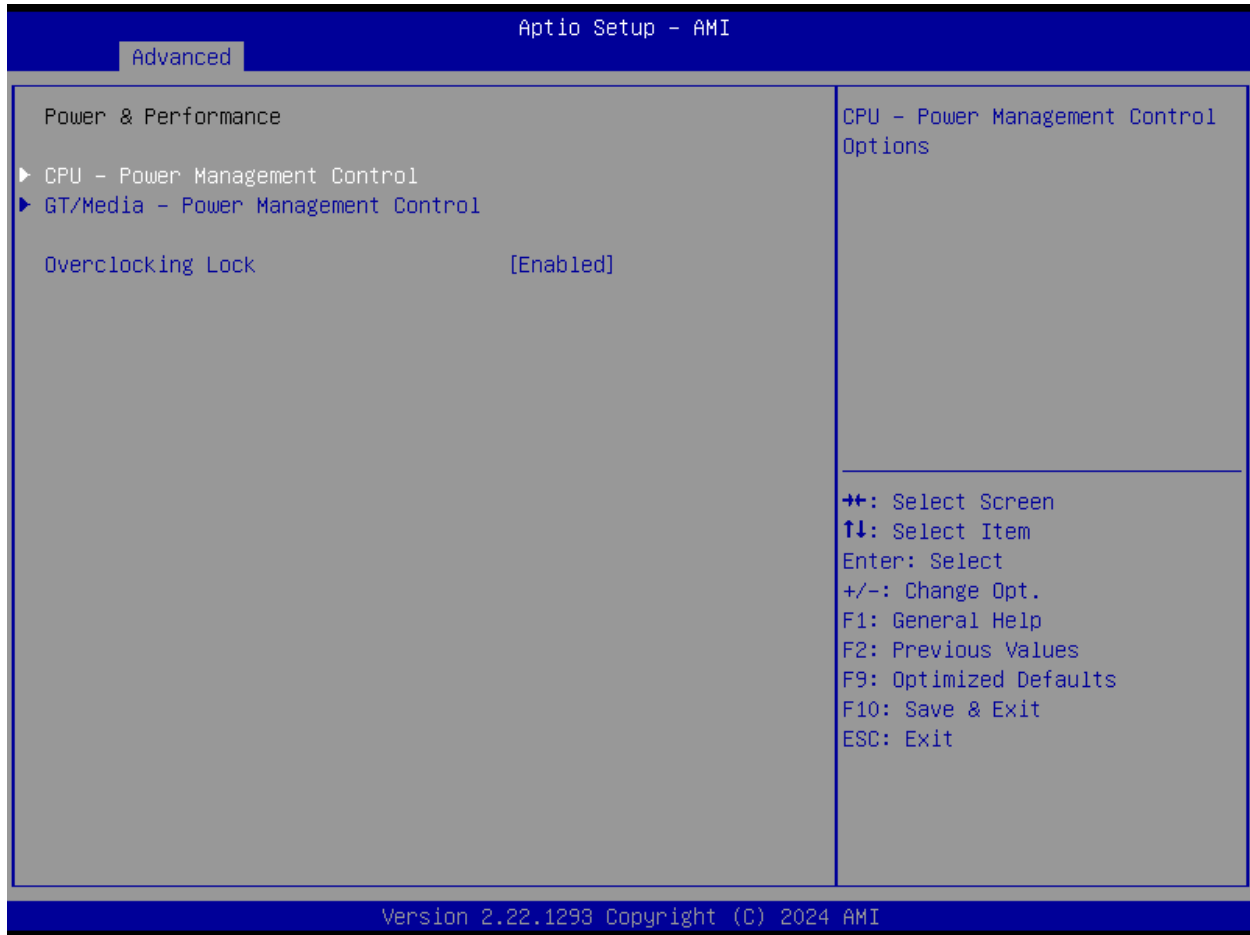 Aptio Setup – AMI
Advanced
Power & Performance
CPU – Power Management Control
GT/Media – Power Management Control
Overclocking Lock [Enabled]
CPU – Power Management Control
Options
→←: Select Screen
↑↓: Select Item
Enter: Select
+/-: Change Opt.
F1: General Help
F2: Previous Values
F9: Optimized Defaults
F10: Save & Exit
ESC: Exit
Version 2.22.1293 Copyright (C) 2024 AMI